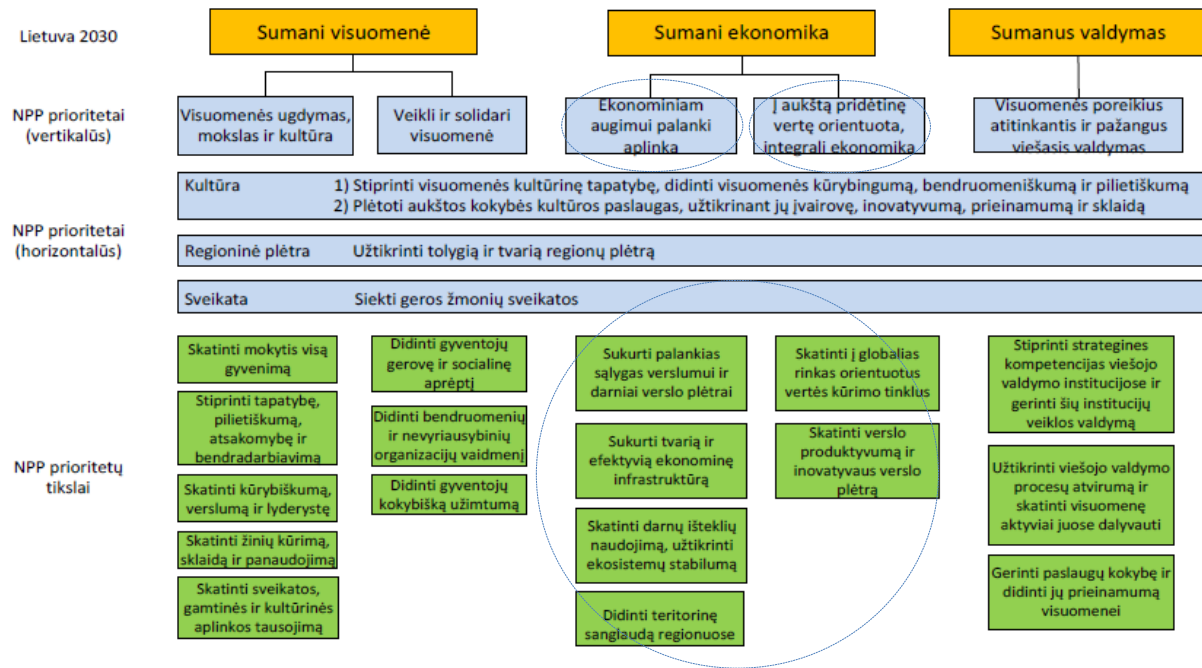 Lietuva 2030
Sumani visuomenė
Sumani ekonomika
Sumanus valdymas
NPP prioritetai
(vertikalūs)
Visuomenės ugdymas,
mokslas ir kultūra
Veikli ir solidari
visuomenė
Ekonominiam
augimui palanki
aplinka
Į aukštą pridėtinę
vertę orientuota,
integrali ekonomika
Visuomenės poreikius
atitinkantis ir pažangus
viešasis valdymas
NPP prioritetai
(horizontalūs)
Kultūra 1) Stiprinti visuomenės kultūrinę tapatybę, didinti visuomenės kūrybingumą, bendruomeniškumą ir pilietiškumą
2) Plėtoti aukštos kokybės kultūros paslaugas, užtikrinant jų įvairovę, inovatyvumą, prieinamumą ir sklaidą
Regioninė plėtra Užtikrinti tolygią ir tvarią regionų plėtrą
Sveikata Siekti geros žmonių sveikatos
NPP prioritetų
tikslai
Skatinti mokytis visą
gyvenimą
Stiprinti tapatybę,
pilietiškumą,
atsakomybę ir
bendradarbiavimą
Skatinti kūrybiškumą,
verslumą ir lyderystę
Skatinti žinių kūrimą,
sklaidą ir panaudojimą
Skatinti sveikatos,
gamtinės ir kultūrinės
aplinkos tausojimą
Didinti gyventojų
gerovę ir socialinę
aprėptį
Didinti bendruomenių
ir nevyriausybinių
organizacijų vaidmenį
Didinti gyventojų
kokybišką užimtumą
Sukurti palankias
sąlygas verslumui ir
darniai verslo plėtrai
Sukurti tvarią ir
efektyvią ekonominę
infrastruktūrą
Skatinti darnų išteklių
naudojimą, užtikrinti
ekosistemų stabilumą
Didinti teritorinę
sanglaudą regionuose
Skatinti į globalias
rinkas orientuotus
vertės kūrimo tinklus
Skatinti verslo
produktyvumą ir
inovatyvaus verslo
plėtrą
Stiprinti strategines
kompetencijas viešojo
valdymo institucijose ir
gerinti šių institucijų
veiklos valdymą
Užtikrinti viešojo valdymo
procesų atvirumą ir
skatinti visuomenę
aktyviai juose dalyvauti
Gerinti paslaugų kokybę ir
didinti jų prieinamumą
visuomenei